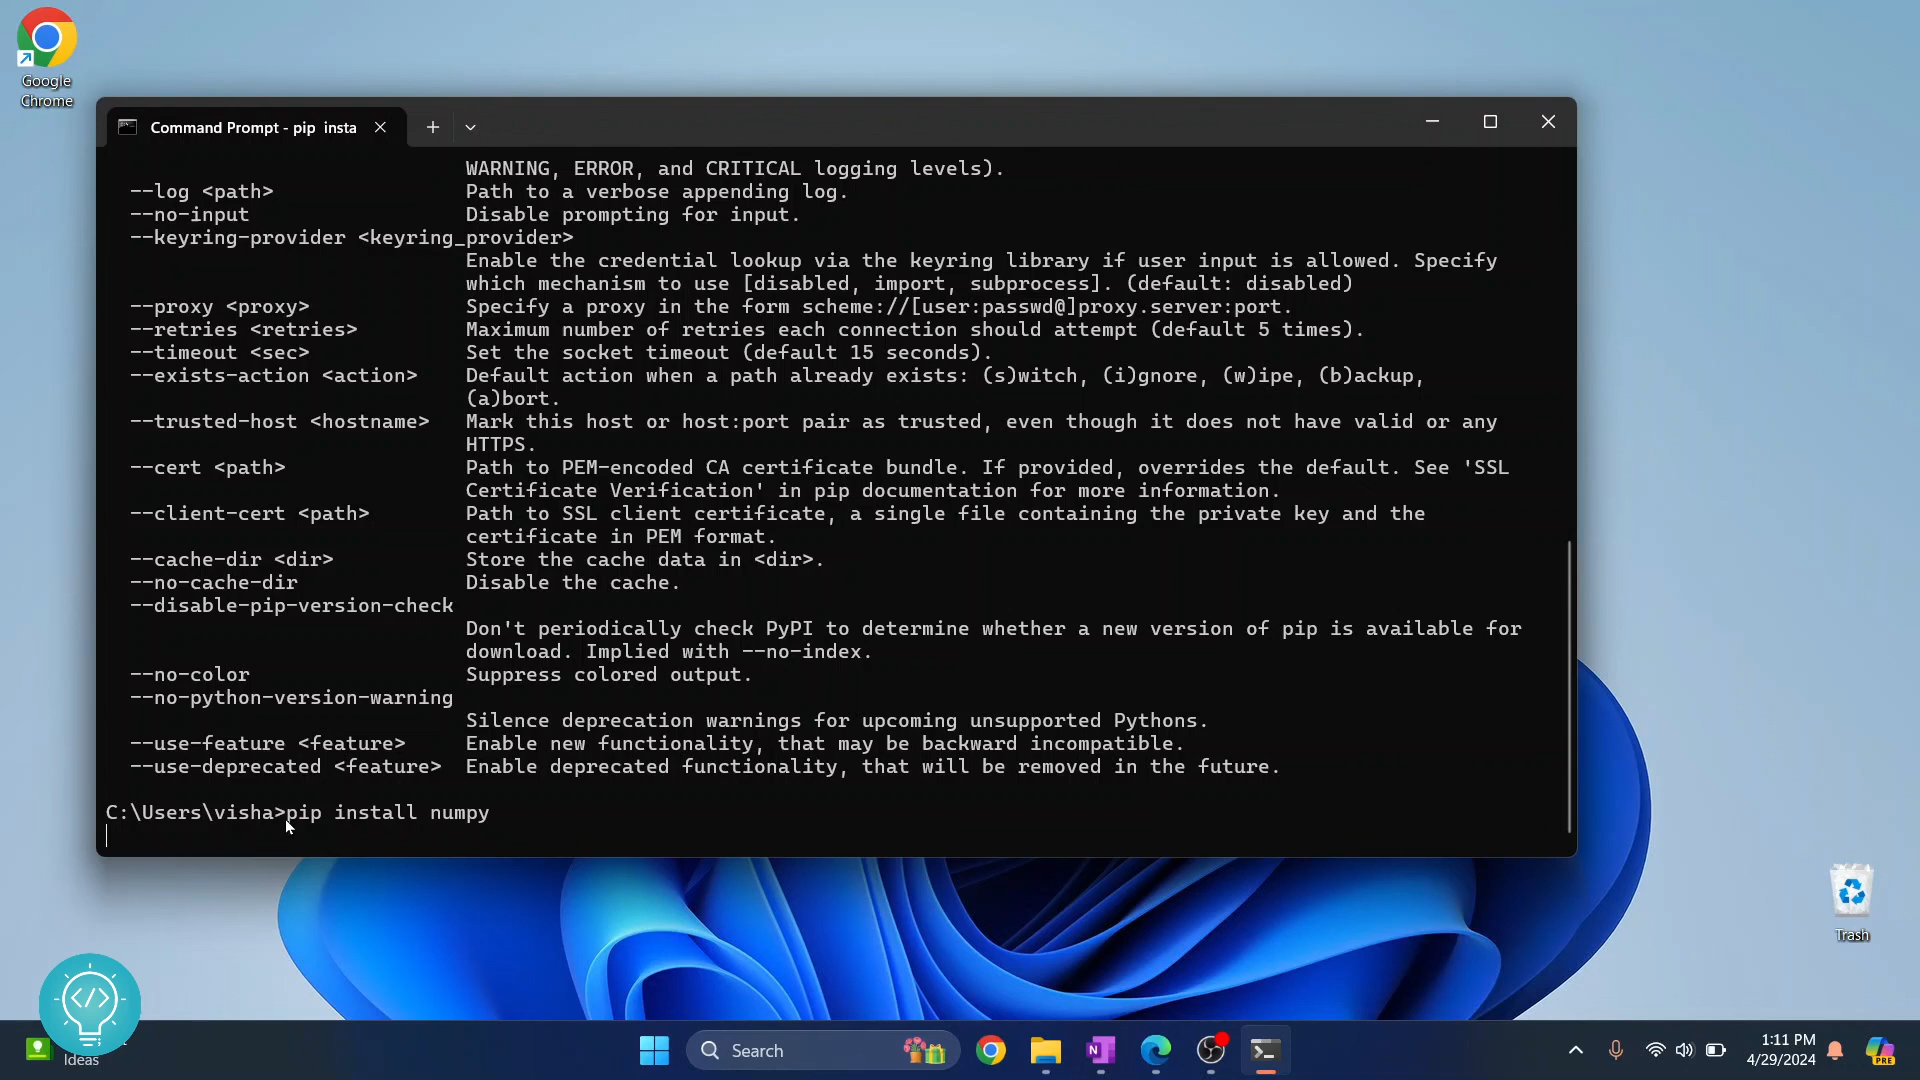 Google
Chrome
Command Prompt - pip insta
WARNING, ERROR, and CRITICAL logging levels).
--log <path> Path to a verbose appending log.
--no-input Disable prompting for input.
--keyring-provider <keyring_provider>
Enable the credential lookup via the keyring library if user input is allowed. Specify
which mechanism to use [disabled, import, subprocess]. (default: disabled)
--proxy <proxy> Specify a proxy in the form scheme://[user:passwd@]proxy.server:port.
--retries <retries> Maximum number of retries each connection should attempt (default 5 times).
--timeout <sec> Set the socket timeout (default 15 seconds).
--exists-action <action> Default action when a path already exists: (s)witch, (i)gnore, (w)ipe, (b)ackup,
(a)bort.
--trusted-host <hostname> Mark this host or host:port pair as trusted, even though it does not have valid or any
HTTPS.
--cert <path> Path to PEM-encoded CA certificate bundle. If provided, overrides the default. See 'SSL
Certificate Verification' in pip documentation for more information.
--client-cert <path> Path to SSL client certificate, a single file containing the private key and the
certificate in PEM format.
--cache-dir <dir> Store the cache data in <dir>.
--no-cache-dir Disable the cache.
--disable-pip-version-check
Don't periodically check PyPI to determine whether a new version of pip is available for
download. Implied with --no-index.
--no-color Suppress colored output.
--no-python-version-warning
Silence deprecation warnings for upcoming unsupported Pythons.
--use-feature <feature> Enable new functionality, that may be backward incompatible.
--use-deprecated <feature> Enable deprecated functionality, that will be removed in the future.
C:\Users\visha>pip install numpy
Trash
</>
Ideas
Search
N
1:11 PM
4/29/2024
PRE